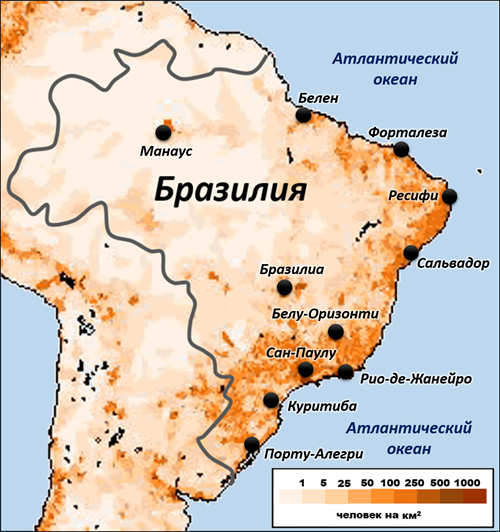 Атлантический
океан
Белен
Форталеза
Манаус
Бразилия
Ресифи
Сальвадор
Бразилиа
Белу-Оризонти
Сан-Паулу
Рио-де-Жанейро
Куритиба
Атлантический
океан
Порту-Алегри
1 5 25 50 100 250 500 1000
человек на км²